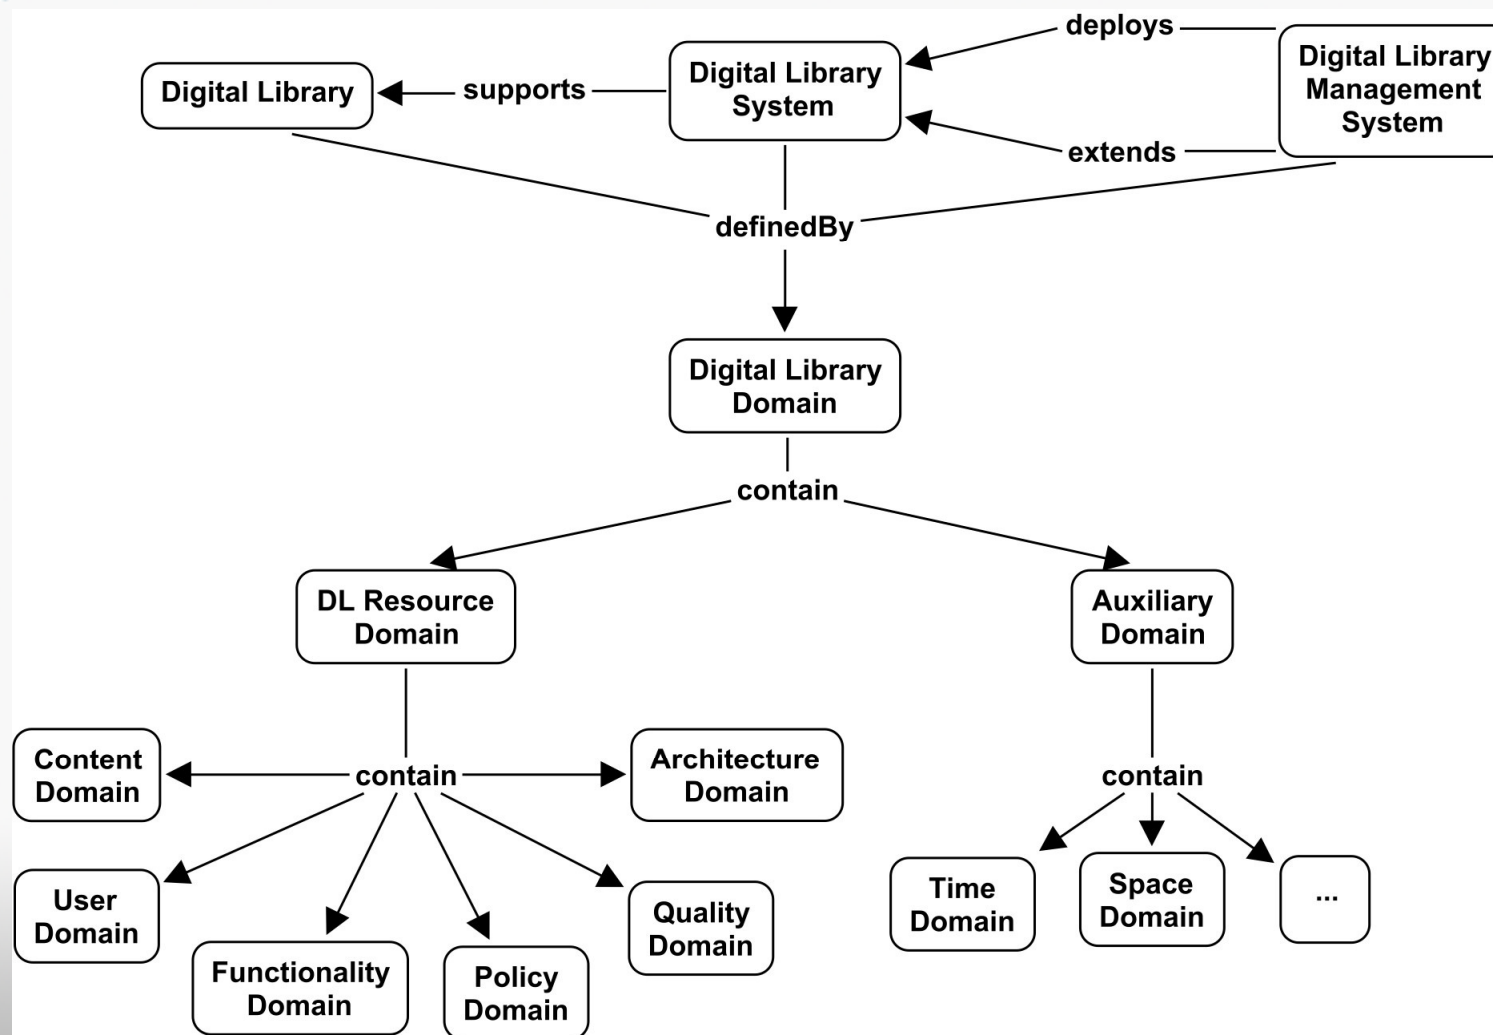 deploys
Digital Library
Management
System
Digital Library
System
supports
Digital Library
extends
definedBy
Digital Library
Domain
contain
DL Resource
Domain
Auxiliary
Domain
Content
Domain
contain
Architecture
Domain
contain
User
Domain
Functionality
Domain
Policy
Domain
Quality
Domain
Time
Domain
Space
Domain
...